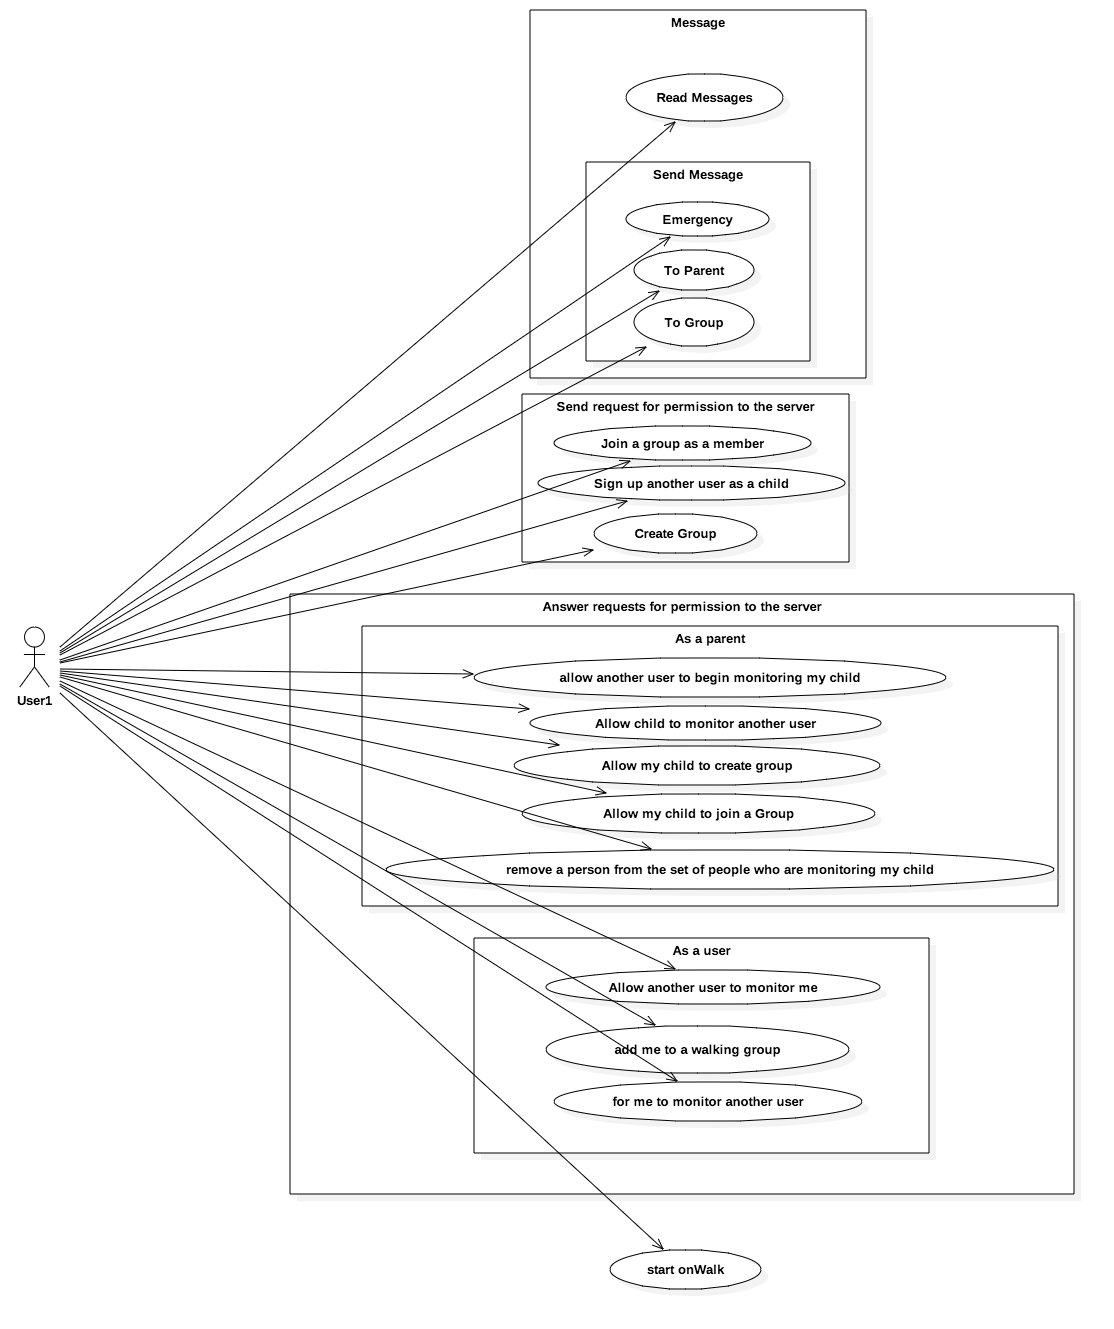 Message
Read Messages
Send Message
Emergency
To Parent
To Group
Send request for permission to the server
Join a group as a member
Sign up another user as a child
Create Group
Answer requests for permission to the server
As a parent
User1
allow another user to begin monitoring my child
Allow child to monitor another user
Allow my child to create group
Allow my child to join a Group
remove a person from the set of people who are monitoring my child
As a user
Allow another user to monitor me
add me to a walking group
for me to monitor another user
start onWalk